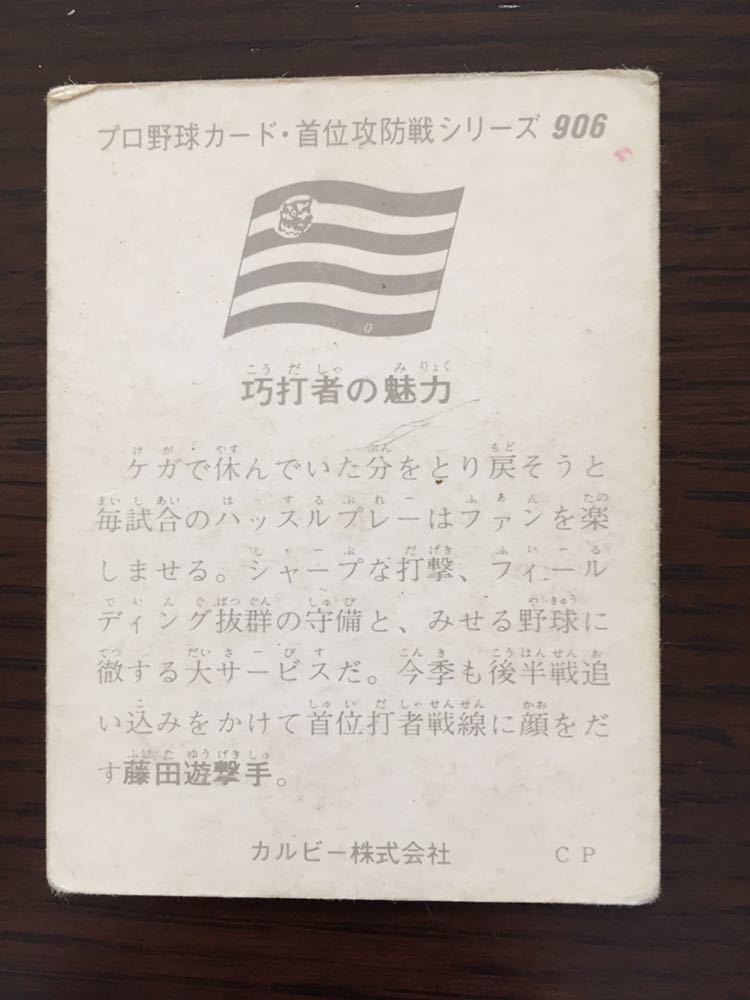 プロ野球カード・首位攻防戦シリーズ 906
こうだしゃ みりょく
巧打者の魅力
けが やす ぶん もど
ケガで休んでいた分をとり戻そうと
まいしあい はっするぷれー ふぁん たの
毎試合のハッスルプレーはファンを楽
しゃーぷ だげき ふぃーる
しませる。シャープな打撃、フィール
でぃんぐ ばつぐん しゅび やきゅう
ディング抜群の守備と、みせる野球に
てつ だいさーびす こんき こうはんせんお
徹する大サービスだ。今季も後半戦追
こ しゅいだしゃせんせん かお
い込みをかけて首位打者戦線に顔をだ
ふじた ゆうげきしゅ
す藤田遊撃手。
カルビー株式会社 CP